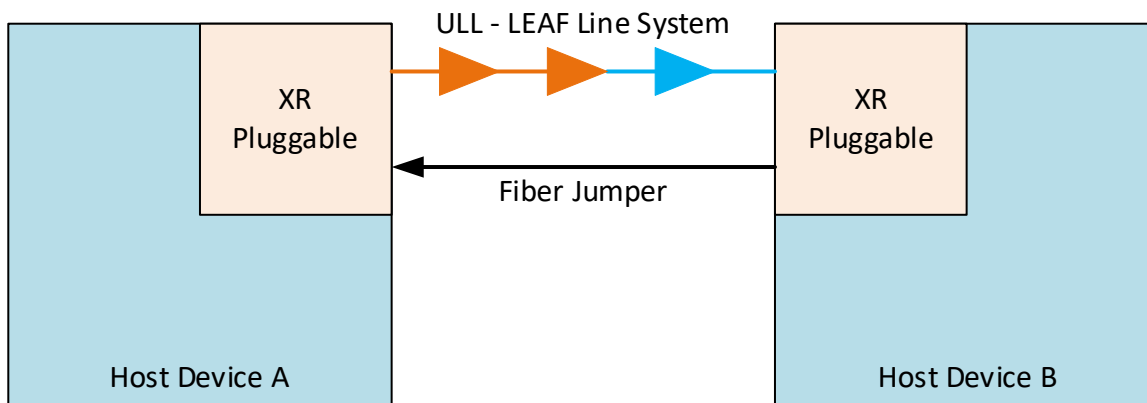 ULL - LEAF Line System
XR
Pluggable
XR
Pluggable
Fiber Jumper
Host Device A
Host Device B